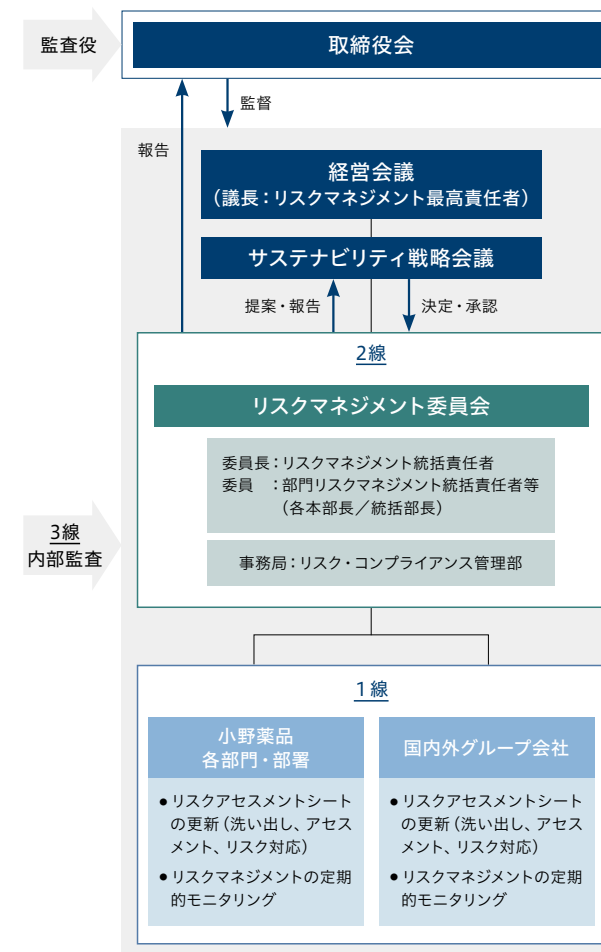 監査役
取締役会
監督
報告
経営会議
（議長：リスクマネジメント最高責任者）
サステナビリティ戦略会議
提案・報告
決定・承認
2線
リスクマネジメント委員会
委員長：リスクマネジメント統括責任者
委員　：部門リスクマネジメント統括責任者等
（各本部長／統括部長）
事務局：リスク・コンプライアンス管理部
3線
内部監査
1線
小野薬品
各部門・部署
●リスクアセスメントシート
の更新（洗い出し、アセス
メント、リスク対応）
●リスクマネジメントの定期
的モニタリング
国内外グループ会社
●リスクアセスメントシート
の更新（洗い出し、アセス
メント、リスク対応）
●リスクマネジメントの定期
的モニタリング